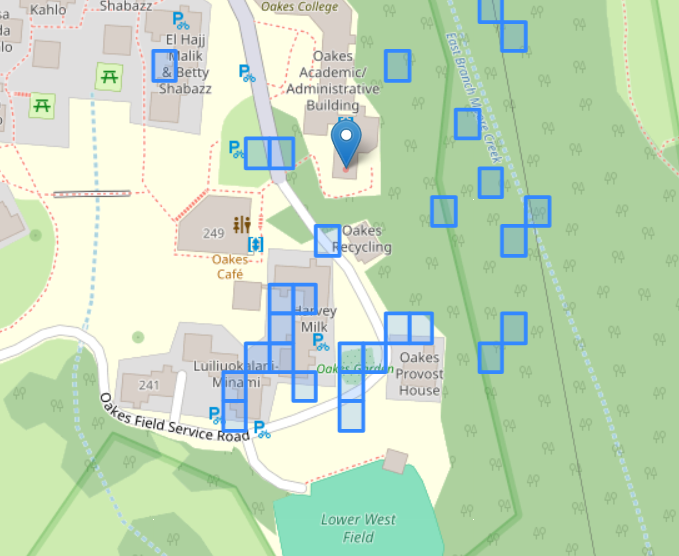 Kahlo
Shabazz
Oakes College
El Hajj
Malik
& Betty
Shabazz
Oakes
Academic/
Administrative
Building
East Branch Moore Creek
249
Oakes
Café
Oakes
Recycling
Harvey
Milk
Luiliuokalani-
Minami
Oakes Garden
Oakes
Provost
House
241
Oakes Field Service Road
Lower West
Field